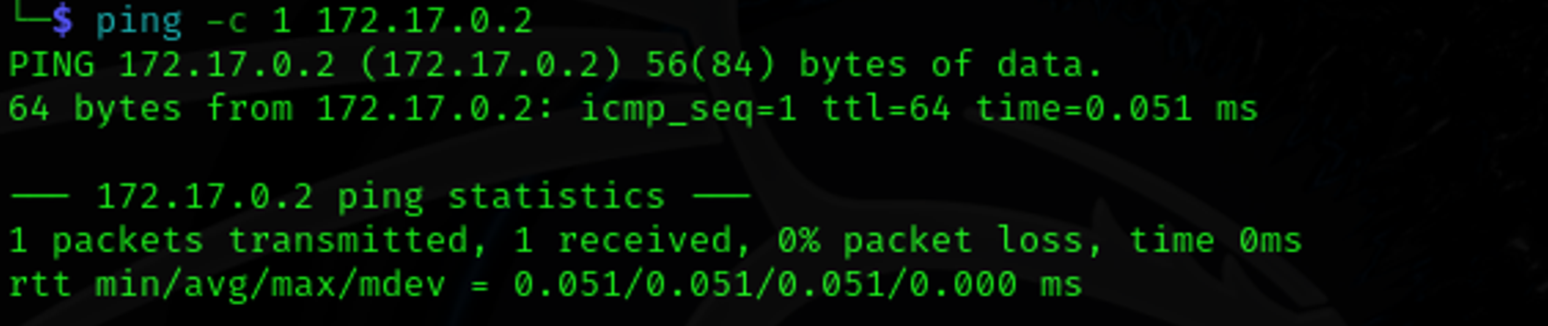 └─$ ping -c 1 172.17.0.2
PING 172.17.0.2 (172.17.0.2) 56(84) bytes of data.
64 bytes from 172.17.0.2: icmp_seq=1 ttl=64 time=0.051 ms

--- 172.17.0.2 ping statistics ---
1 packets transmitted, 1 received, 0% packet loss, time 0ms
rtt min/avg/max/mdev = 0.051/0.051/0.051/0.000 ms